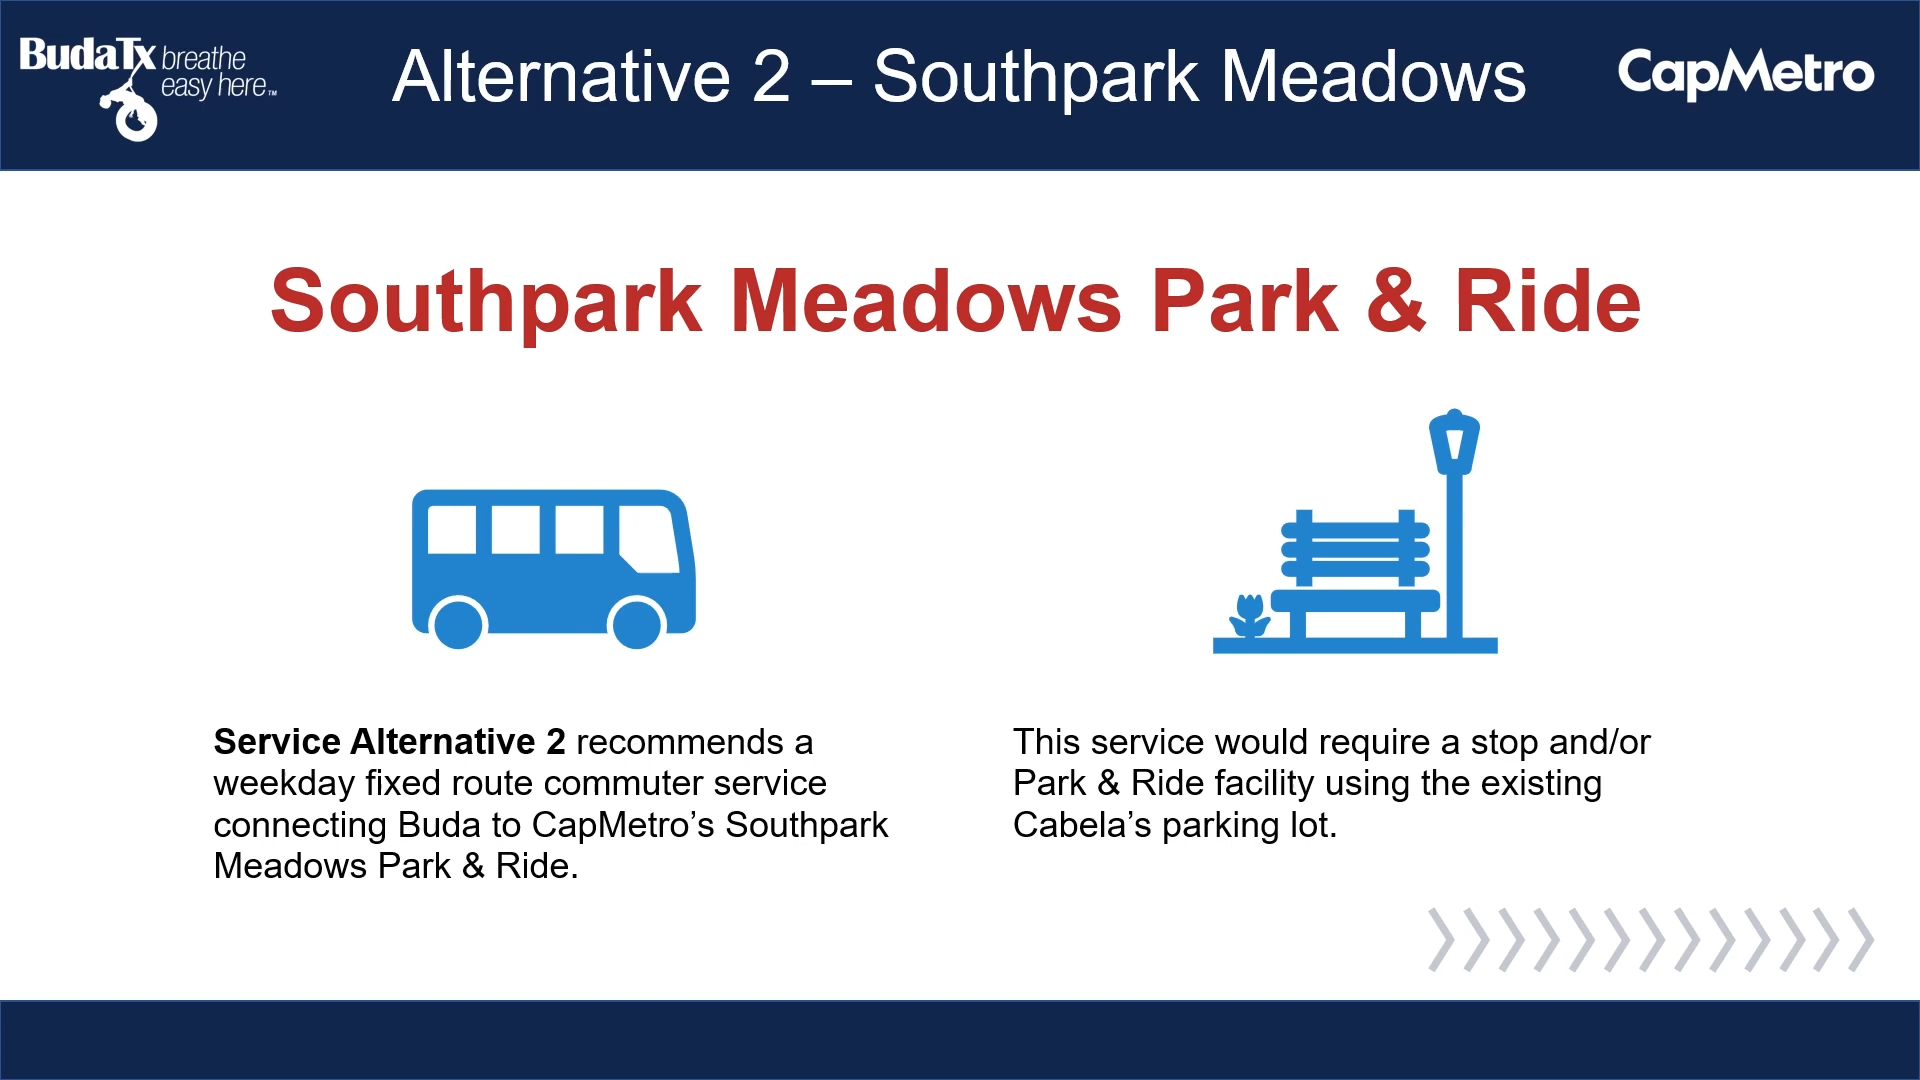 BudaTx breathe
easy here™
Alternative 2 – Southpark Meadows
CapMetro
Southpark Meadows Park & Ride
Service Alternative 2 recommends a
weekday fixed route commuter service
connecting Buda to CapMetro’s Southpark
Meadows Park & Ride.
This service would require a stop and/or
Park & Ride facility using the existing
Cabela’s parking lot.